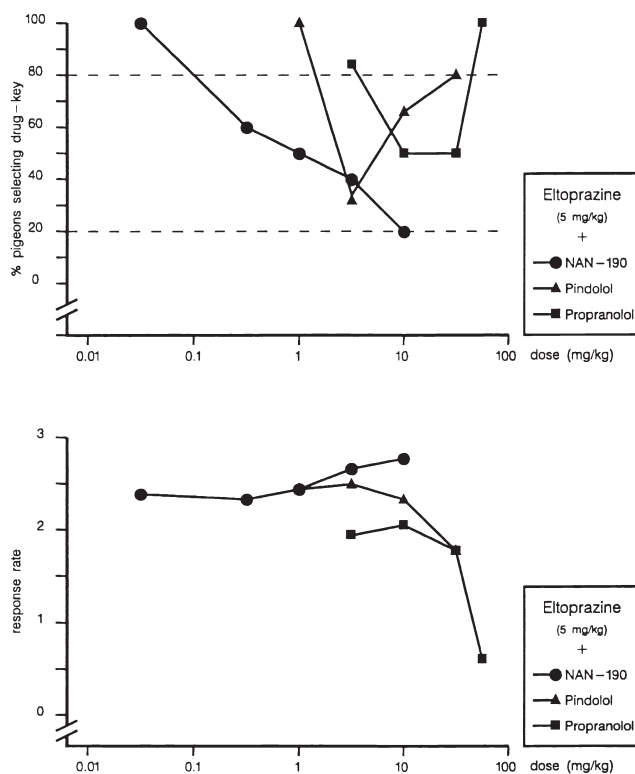 % pigeons selecting drug-key
100
80
60
40
20
0
0.01 0.1 1 10 100 dose (mg/kg)
Eltoprazine
(5 mg/kg)
+
NAN-190
Pindolol
Propranolol
response rate
3
2
1
0
0.01 0.1 1 10 100 dose (mg/kg)
Eltoprazine
(5 mg/kg)
+
NAN-190
Pindolol
Propranolol